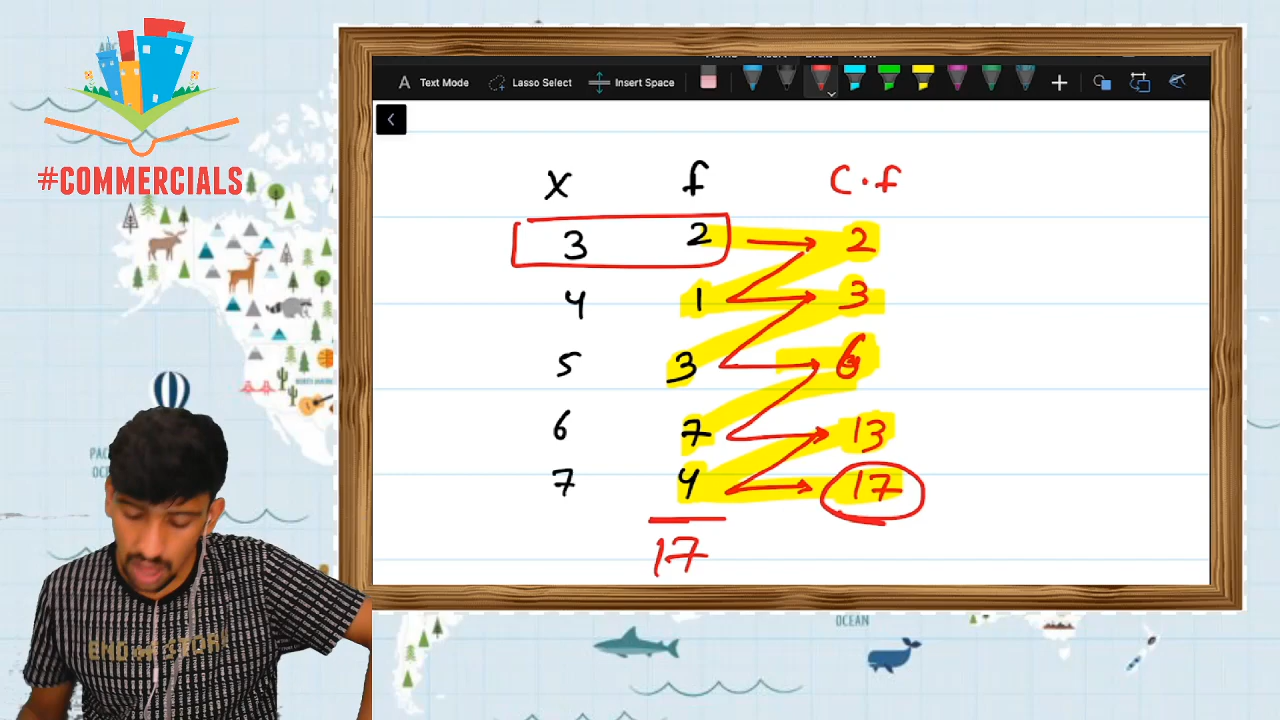 #COMMERCIALS
Text Mode Lasso Select Insert Space
X f C.f
3 2 2
4 1 3
5 3 6
6 7 13
7 4 17
17
OCEAN